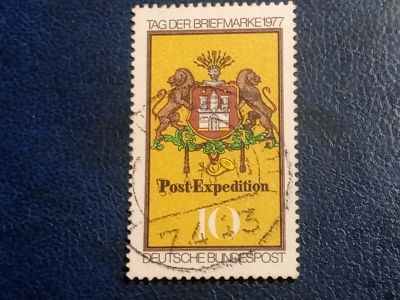 TAG DER BRIEFMARKE 1977
Post-Expedition
10
DEUTSCHE BUNDESPOST